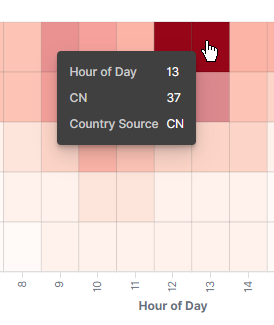 Hour of Day 13
CN 37
Country Source CN
8 9 10 11 12 13 14
Hour of Day